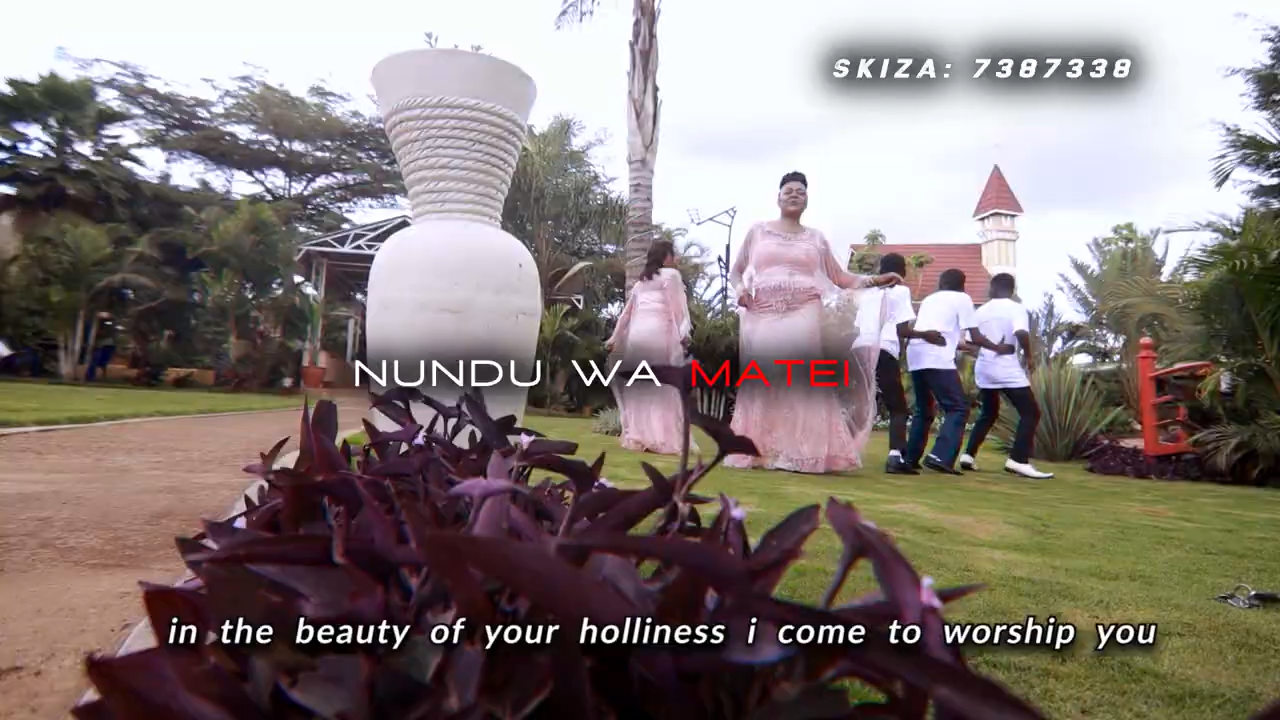 SKIZA: 7387338
NUNDU WA MATEI
in the beauty of your holliness i come to worship you